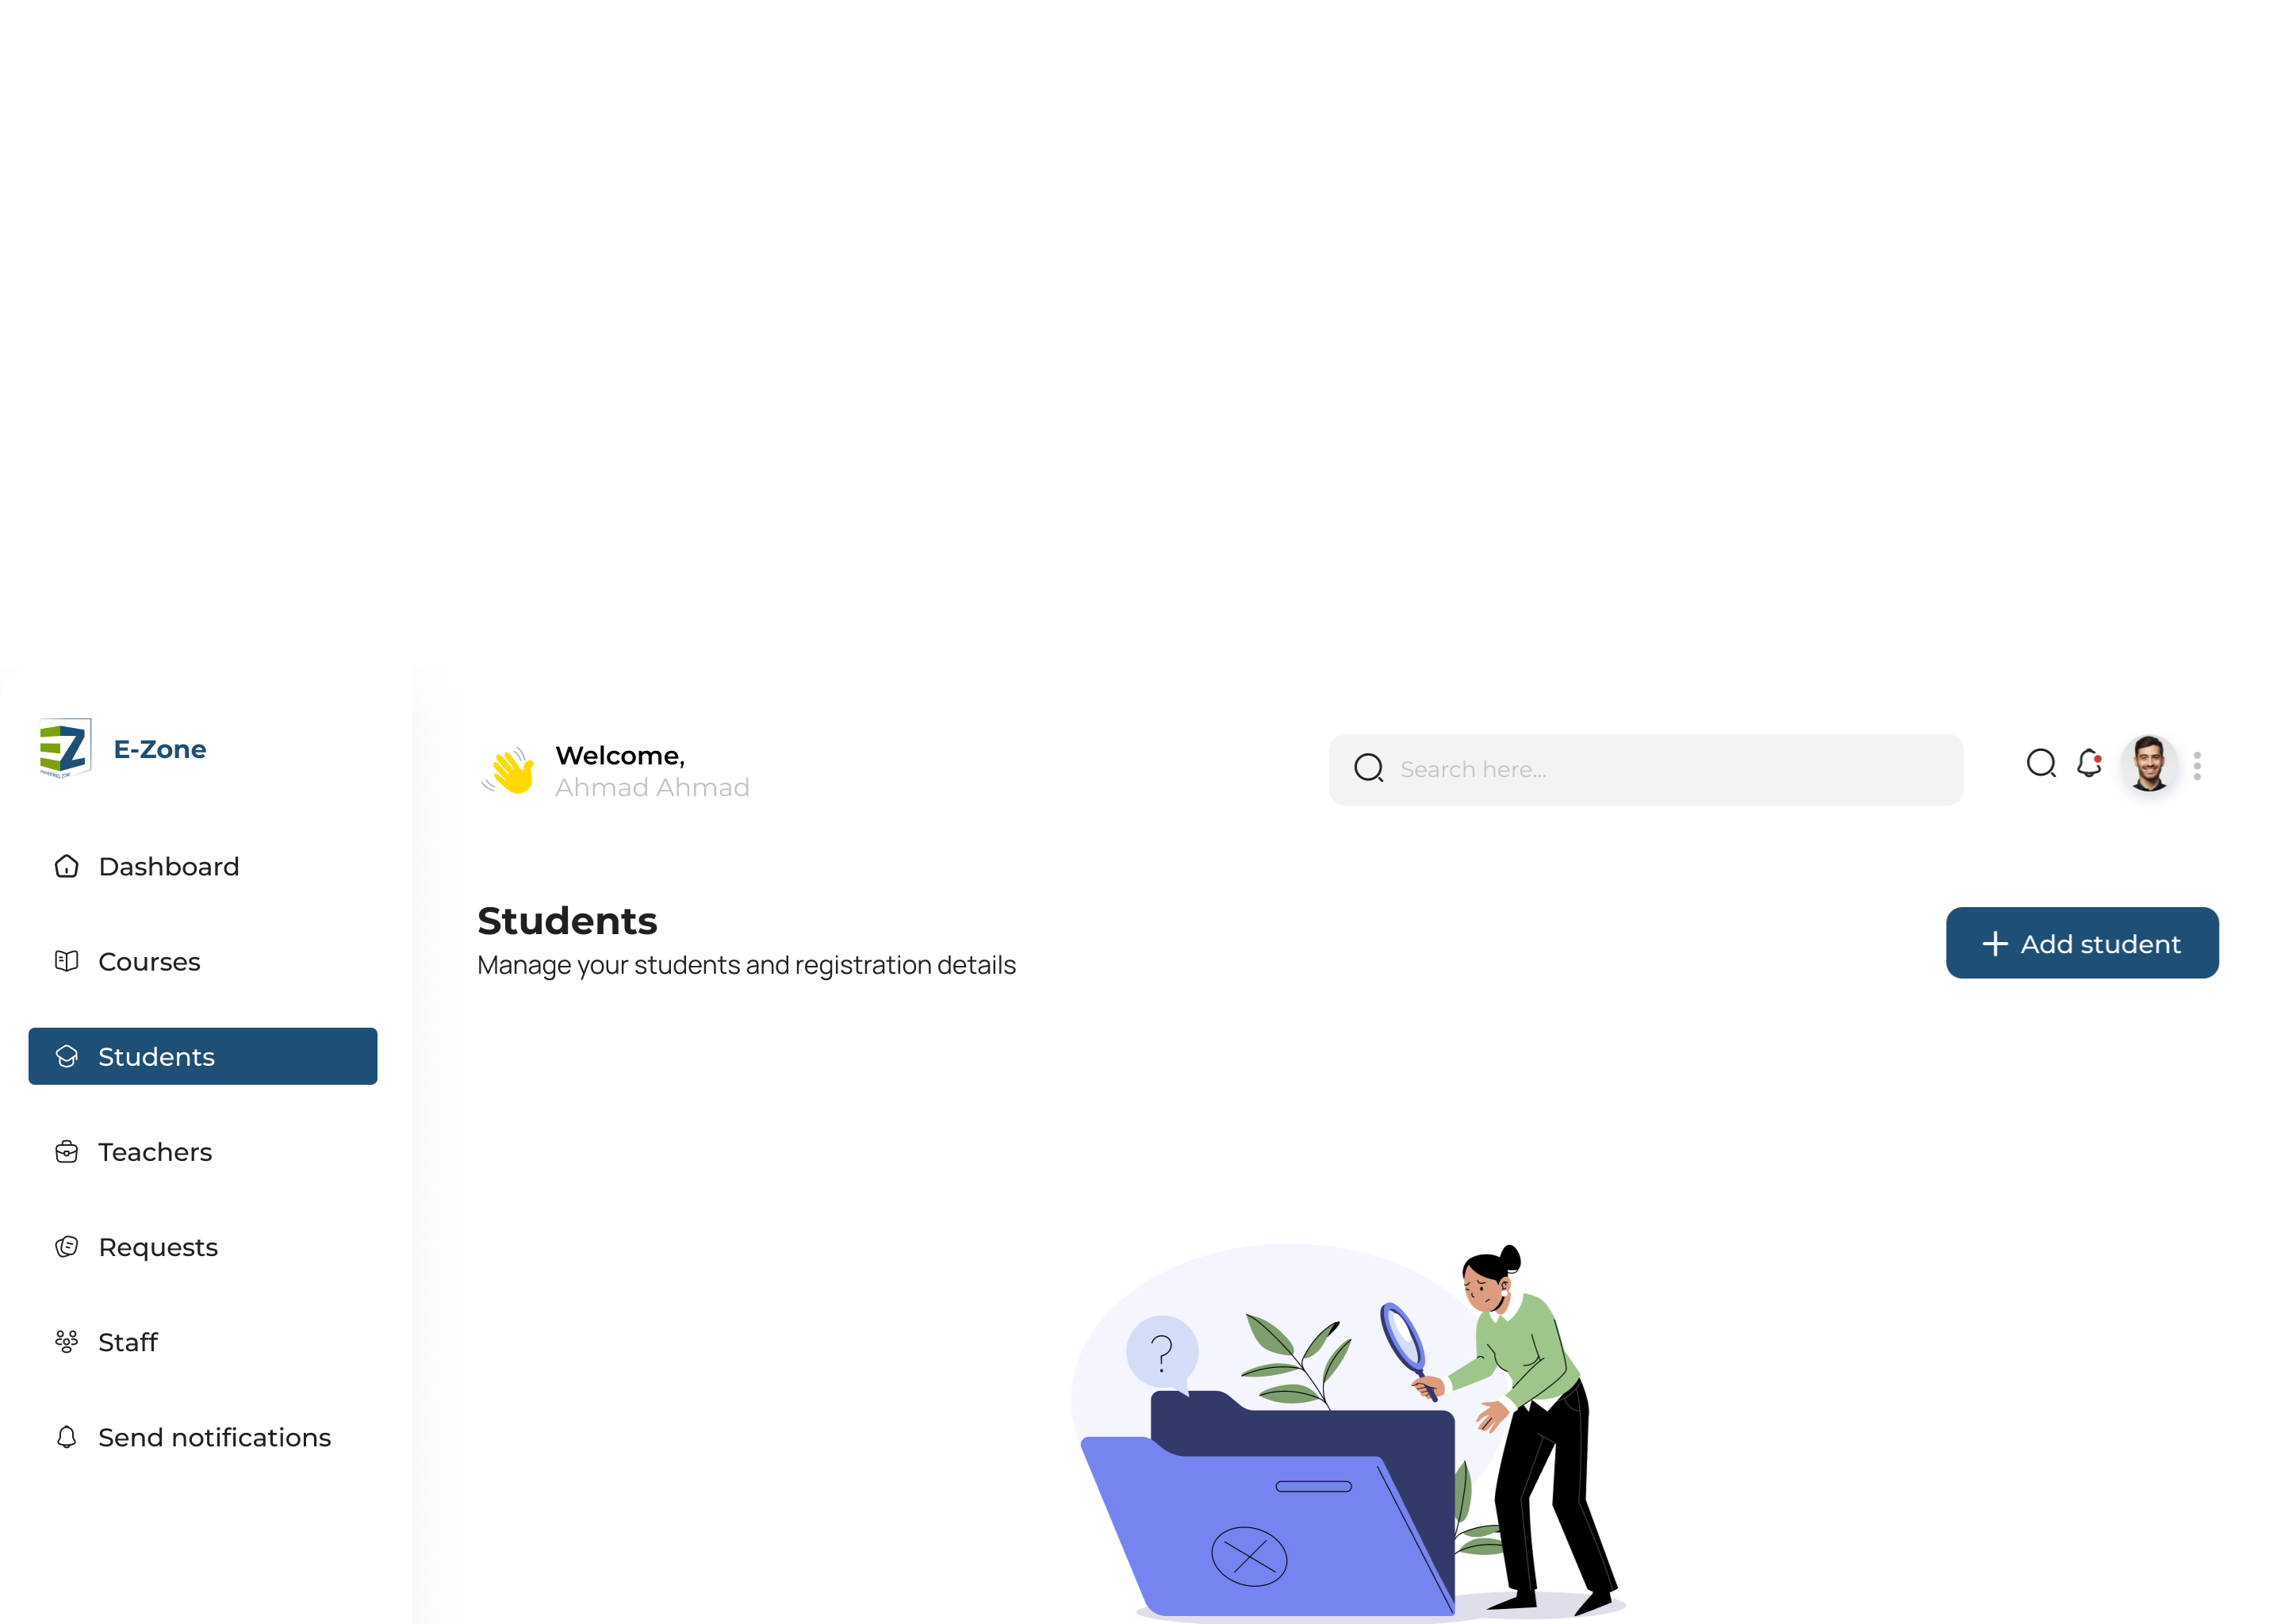 E-Zone
Dashboard
Courses
Students
Teachers
Requests
Staff
Send notifications
Welcome,
Ahmad Ahmad
Search here...
Students
Manage your students and registration details
Add student
?